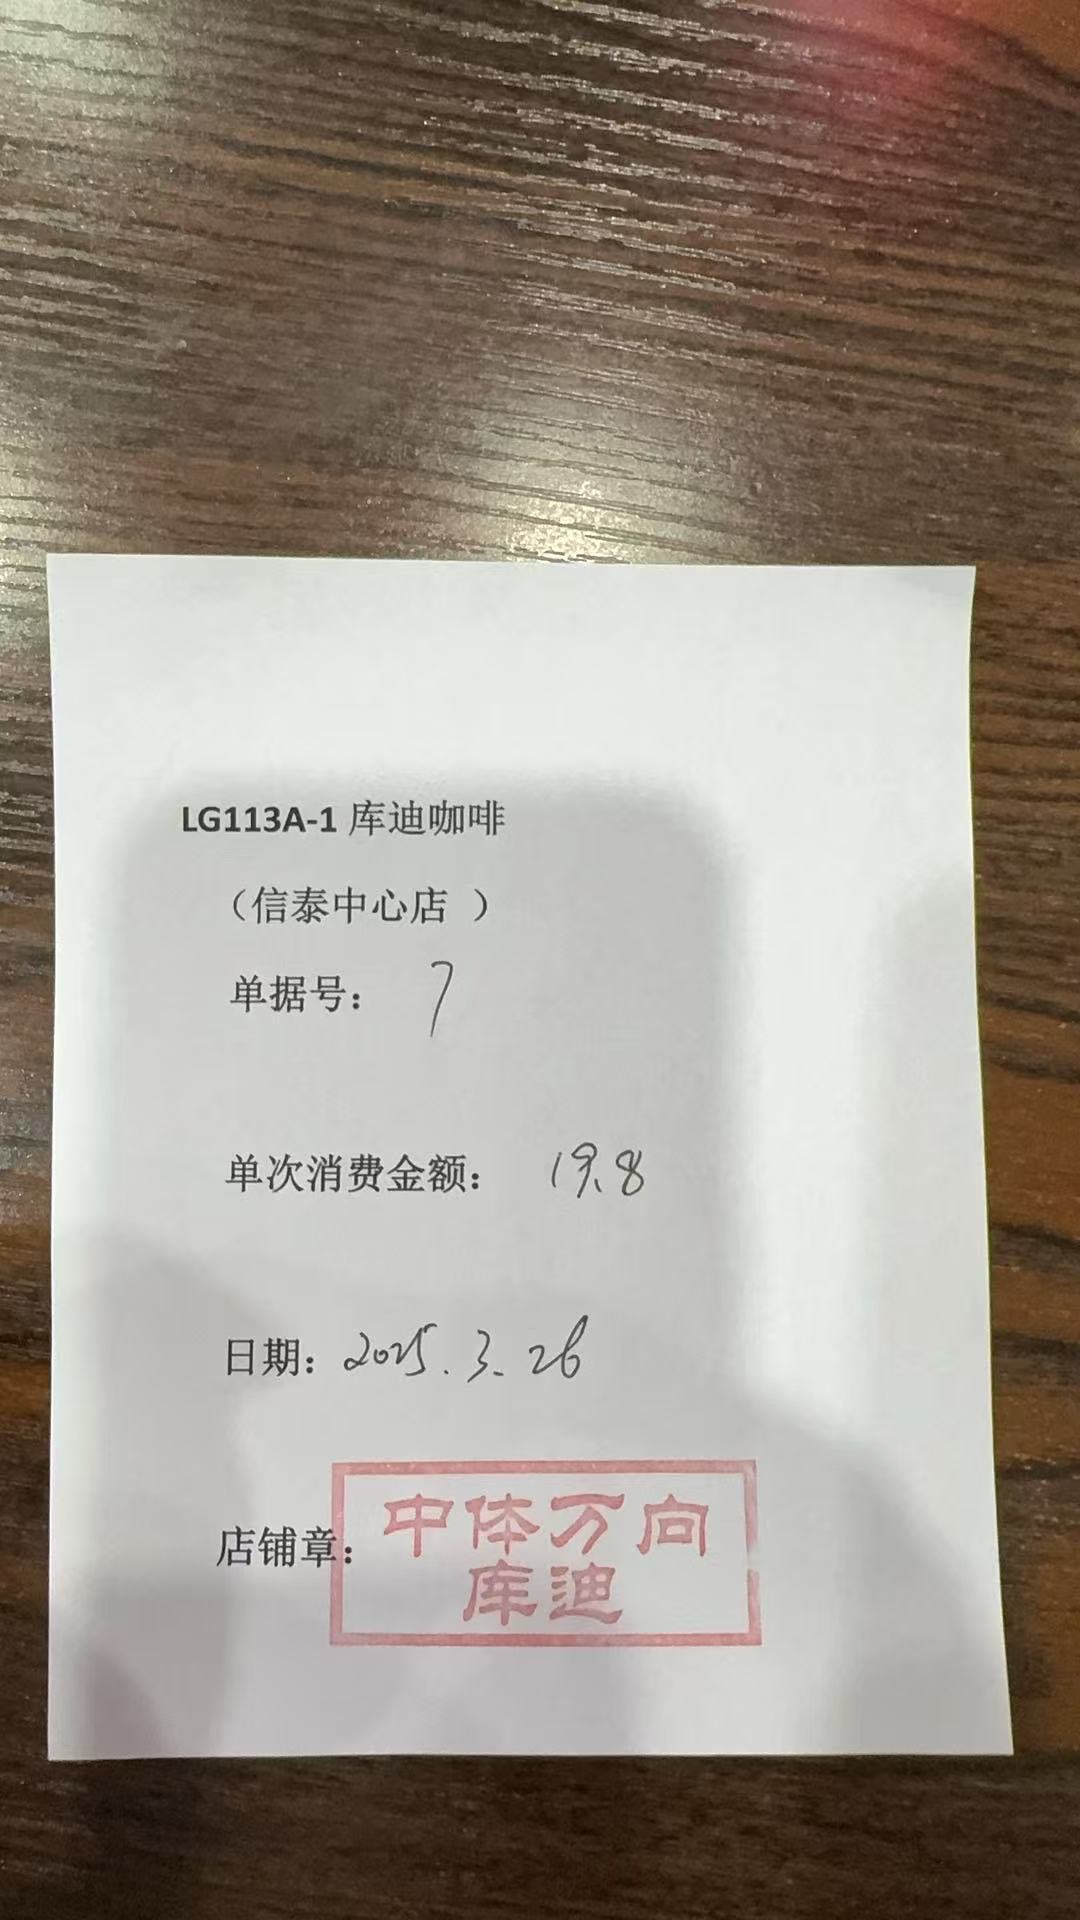 LG113A-1 库迪咖啡
（信泰中心店 ）
单据号： 7
单次消费金额： 19.8
日期： 2025.3.26
店铺章：
中体万向
库迪